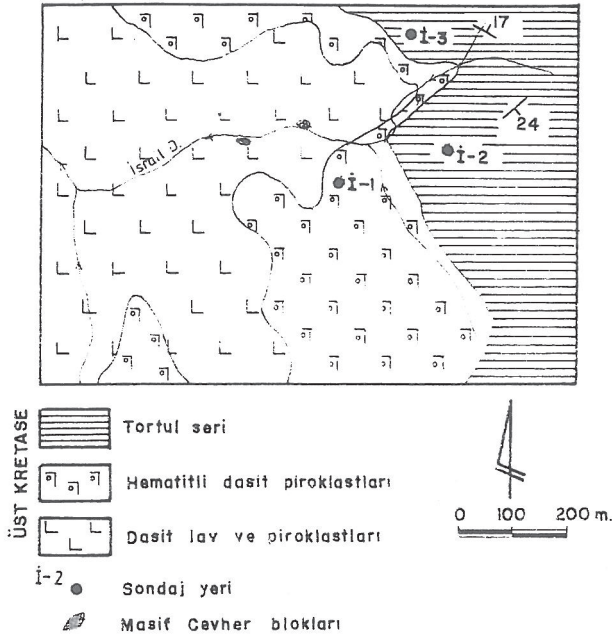 17
İ-3
24
İ-2
İsrail D.
İ-1
ÜST KRETASE
Tortul seri
Hematitli dasit piroklastları
Dasit lav ve piroklastları
İ-2 Sondaj yeri
Masif Cevher blokları
0 100 200 m.